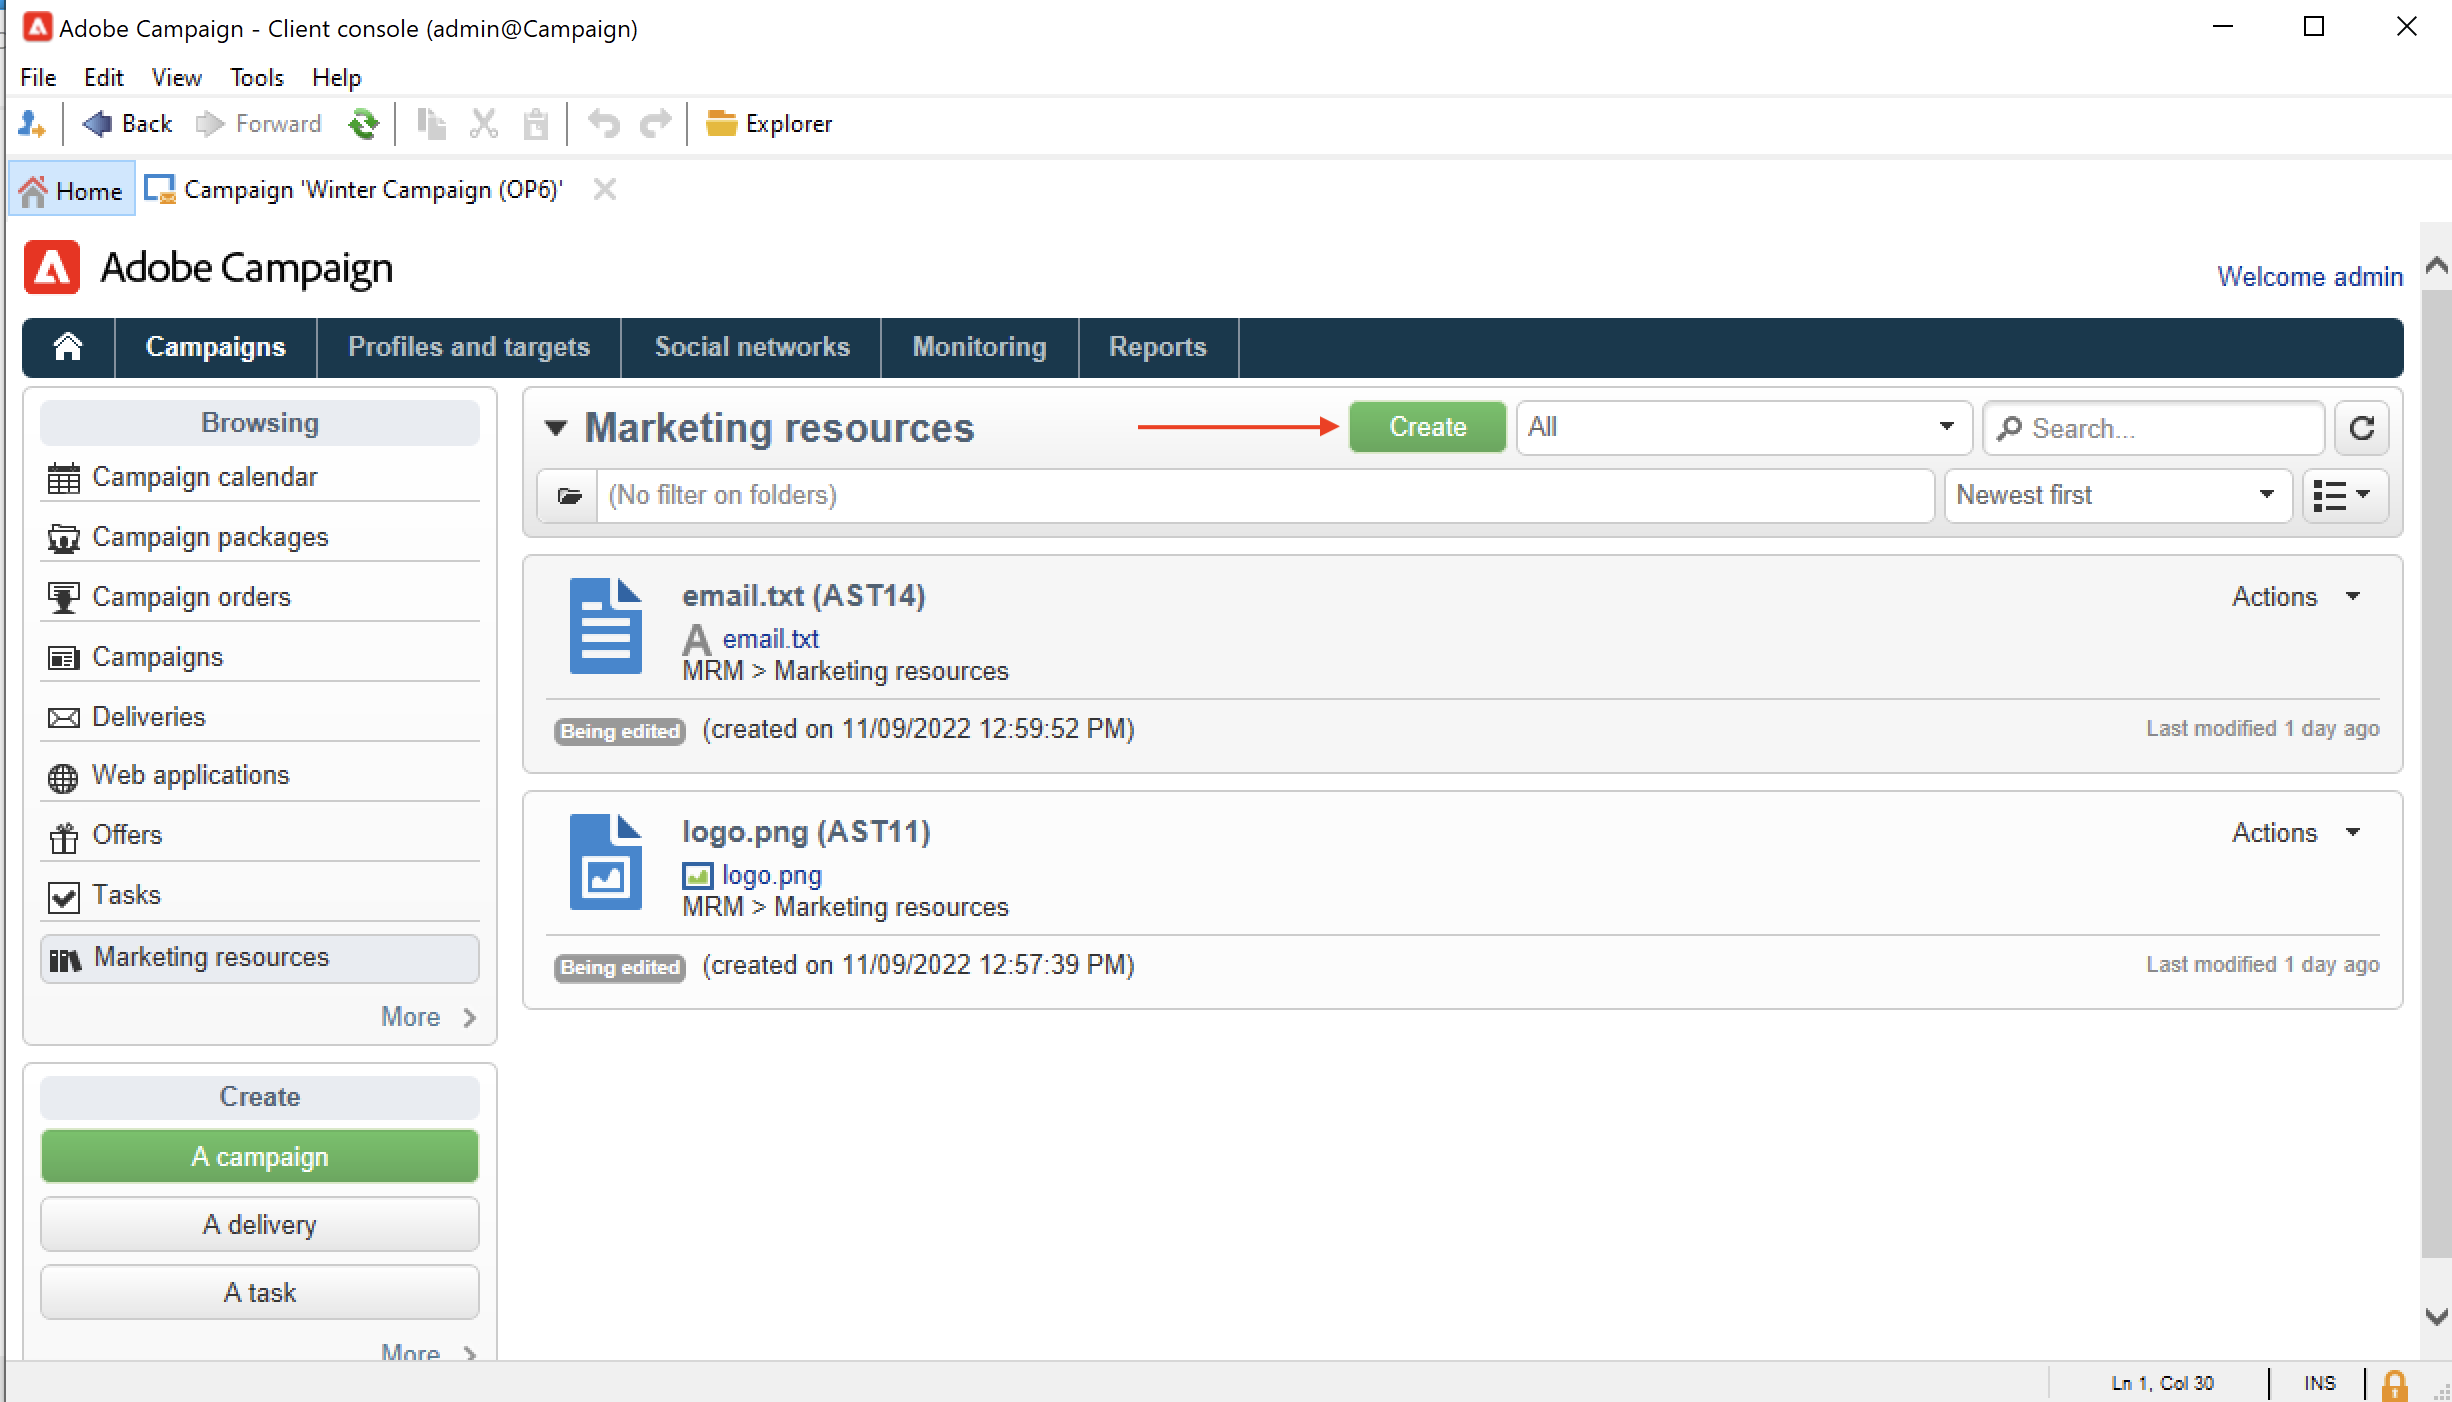 Adobe Campaign - Client console (admin@Campaign)
File Edit View Tools Help
Back Forward Explorer
Home Campaign 'Winter Campaign (OP6)'
Adobe Campaign
Welcome admin
Campaigns Profiles and targets Social networks Monitoring Reports
Browsing
Campaign calendar
Campaign packages
Campaign orders
Campaigns
Deliveries
Web applications
Offers
Tasks
Marketing resources
More
Create
A campaign
A delivery
A task
More
Marketing resources Create All Search...
(No filter on folders) Newest first
email.txt (AST14) Actions
A email.txt
MRM > Marketing resources
Being edited (created on 11/09/2022 12:59:52 PM) Last modified 1 day ago
logo.png (AST11) Actions
logo.png
MRM > Marketing resources
Being edited (created on 11/09/2022 12:57:39 PM) Last modified 1 day ago
Ln 1, Col 30 INS